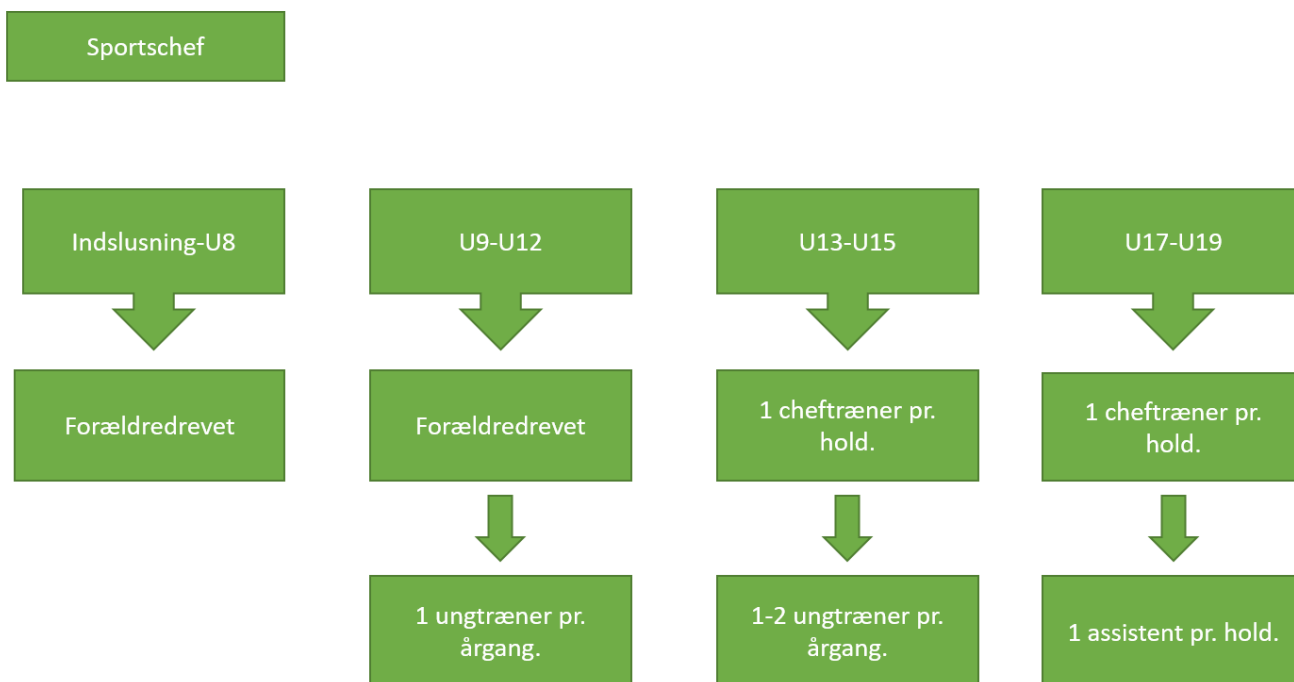 Sportschef
Indslusning-U8
U9-U12
U13-U15
U17-U19
Forældredrevet
Forældredrevet
1 cheftræner pr.
hold.
1 cheftræner pr.
hold.
1 ungtræner pr.
årgang.
1-2 ungtræner pr.
årgang.
1 assistent pr. hold.